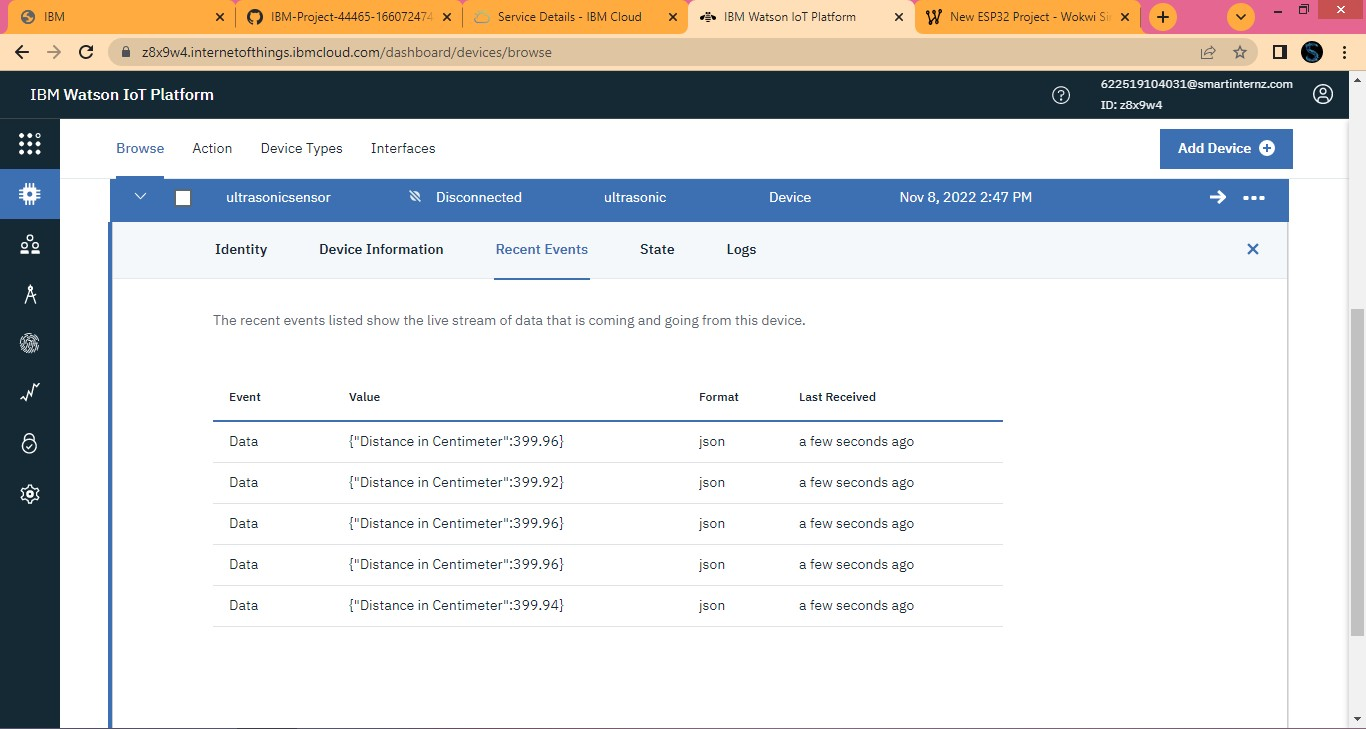 IBM
IBM-Project-44465-166072474
Service Details - IBM Cloud
IBM Watson IoT Platform
New ESP32 Project - Wokwi Sir
z8x9w4.internetofthings.ibmcloud.com/dashboard/devices/browse
IBM Watson IoT Platform
622519104031@smartinternz.com
ID: z8x9w4
Browse Action Device Types Interfaces
Add Device
ultrasonicsensor Disconnected ultrasonic Device Nov 8, 2022 2:47 PM
Identity Device Information Recent Events State Logs
The recent events listed show the live stream of data that is coming and going from this device.
Event Value Format Last Received
Data {"Distance in Centimeter":399.96} json a few seconds ago
Data {"Distance in Centimeter":399.92} json a few seconds ago
Data {"Distance in Centimeter":399.96} json a few seconds ago
Data {"Distance in Centimeter":399.96} json a few seconds ago
Data {"Distance in Centimeter":399.94} json a few seconds ago